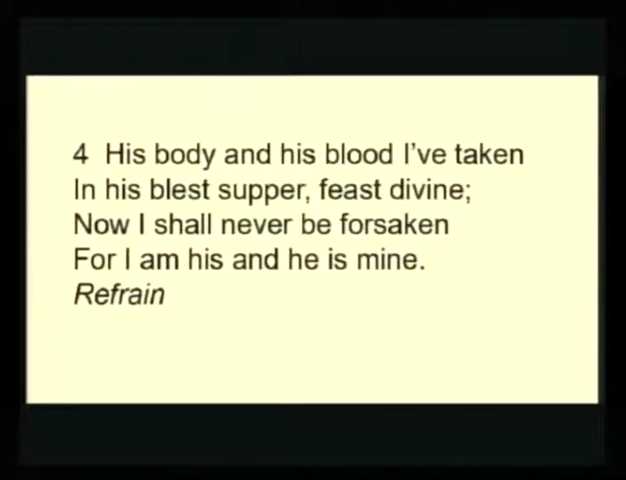 4 His body and his blood I've taken
In his blest supper, feast divine;
Now I shall never be forsaken
For I am his and he is mine.
Refrain